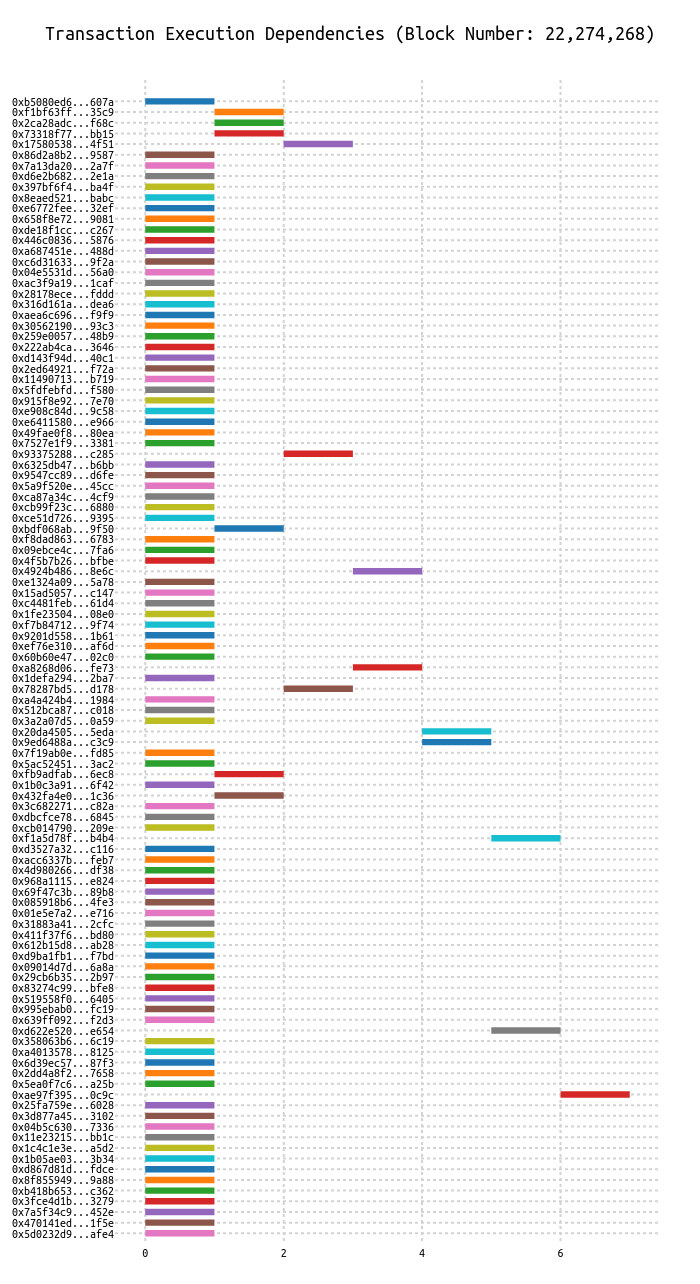 Transaction Execution Dependencies (Block Number: 22,274,268)
0xb5080ed6...607a
0xf1bf63ff...35c9
0x2ca28adc...f68c
0x73318f77...bb15
0x17580538...4f51
0x86d2a8b2...9587
0x7a13da20...2a7f
0xd6e2b682...2e1a
0x397bf6f4...ba4f
0x8eaed521...babc
0xe6772fee...32ef
0x658f8e72...9081
0xde18f1cc...c267
0x446c0836...5876
0xa687451e...488d
0xc6d31633...9f2a
0x04e5531d...56a0
0xac3f9a19...1caf
0x28178ece...fddd
0x316d161a...dea6
0xaea6c696...f9f9
0x30562190...93c3
0x259e0057...48b9
0x222ab4ca...3646
0xd143f94d...40c1
0x2ed64921...f72a
0x11490713...b719
0x5fdfebfd...f580
0x915f8e92...7e70
0xe908c84d...9c58
0xe6411580...e966
0x49fae0f8...80ea
0x7527e1f9...3381
0x93375288...c285
0x6325db47...b6bb
0x9547cc89...d6fe
0x5a9f520e...45cc
0xca87a34c...4cf9
0xcb99f23c...6880
0xce51d726...9395
0xbdf068ab...9f50
0xf8dad863...6783
0x09ebce4c...7fa6
0x4f5b7b26...bfbe
0x4924b486...8e6c
0xe1324a09...5a78
0x15ad5057...c147
0xc4481feb...61d4
0x1fe23504...08e0
0xf7b84712...9f74
0x9201d558...1b61
0xef76e310...af6d
0x60b60e47...02c0
0xa8268d06...fe73
0x1defa294...2ba7
0x78287bd5...d178
0xa4a424b4...1984
0x512bca87...c018
0x3a2a07d5...0a59
0x20da4505...5eda
0x9ed6488a...c3c9
0x7f19ab0e...fd85
0x5ac52451...3ac2
0xfb9adfab...6ec8
0x1b0c3a91...6f42
0x432fa4e0...1c36
0x3c682271...c82a
0xdbcfce78...6845
0xcb014790...209e
0xf1a5d78f...b4b4
0xd3527a32...c116
0xacc6337b...feb7
0x4d980266...df38
0x968a1115...e824
0x69f47c3b...89b8
0x085918b6...4fe3
0x01e5e7a2...e716
0x31883a41...2cfc
0x411f37f6...bd80
0x612b15d8...ab28
0xd9ba1fb1...f7bd
0x09014d7d...6a8a
0x29cb6b35...2b97
0x83274c99...bfe8
0x519558f0...6405
0x995ebab0...fc19
0x639ff092...f2d3
0xd622e520...e654
0x358063b6...6c19
0xa4013578...8125
0x6d39ec57...87f3
0x2dd4a8f2...7658
0x5ea0f7c6...a25b
0xae97f395...0c9c
0x25fa759e...6028
0x3d877a45...3102
0x04b5c630...7336
0x11e23215...bb1c
0x1c4c1e3e...a5d2
0x1b05ae03...3b34
0xd867d81d...fdce
0x8f855949...9a88
0xb418b653...c362
0x3fce4d1b...3279
0x7a5f34c9...452e
0x470141ed...1f5e
0x5d0232d9...afe4
0 2 4 6